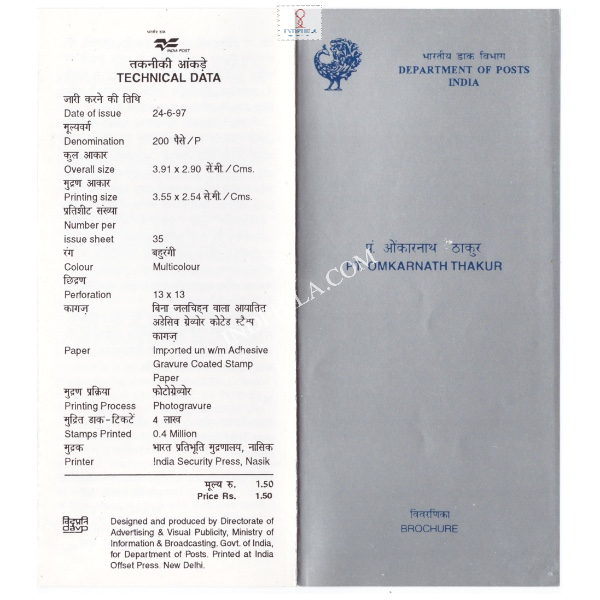 भारतीय डाक
INDIA POST
तकनीकी आंकड़े
TECHNICAL DATA
जारी करने की तिथि
Date of issue 24-6-97
मूल्यवर्ग
Denomination 200 पैसे/P
कुल आकार
Overall size 3.91 x 2.90 सें.मी/Cms.
मुद्रण आकार
Printing size 3.55 x 2.54 से.मी./Cms.
प्रतिशीट संख्या
Number per
issue sheet 35
रंग बहुरंगी
Colour Multicolour
छिद्रण
Perforation 13 x 13
कागज़ बिना जलचिहन वाला आयातित
अडेसिव ग्रेव्योर कोटेड स्टैम्प
कागज़
Paper Imported un w/m Adhesive
Gravure Coated Stamp
Paper
मुद्रण प्रक्रिया फोटोग्रेव्योर
Printing Process Photogravure
मुद्रित डाक-टिकटें 4 लाख
Stamps Printed 0.4 Million
मुद्रक भारत प्रतिभूति मुद्रणालय, नासिक
Printer India Security Press, Nasik
मूल्य रु. 1.50
Price Rs. 1.50
विदृप्रनि
davp
Designed and produced by Directorate of
Advertising & Visual Publicity, Ministry of
Information & Broadcasting, Govt. of India,
for Department of Posts. Printed at India
Offset Press. New Delhi.
भारतीय डाक विभाग
DEPARTMENT OF POSTS
INDIA
पं. ओंकारनाथ ठाकुर
PT. OMKARNATH THAKUR
विवरणिका
BROCHURE